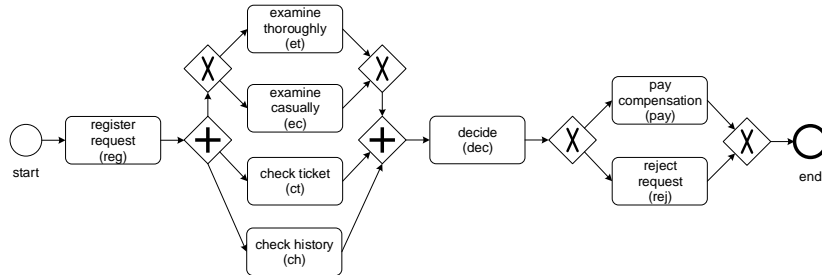 start
register
request
(reg)
examine
thoroughly
(et)
examine
casually
(ec)
check ticket
(ct)
check history
(ch)
decide
(dec)
pay
compensation
(pay)
reject
request
(rej)
end